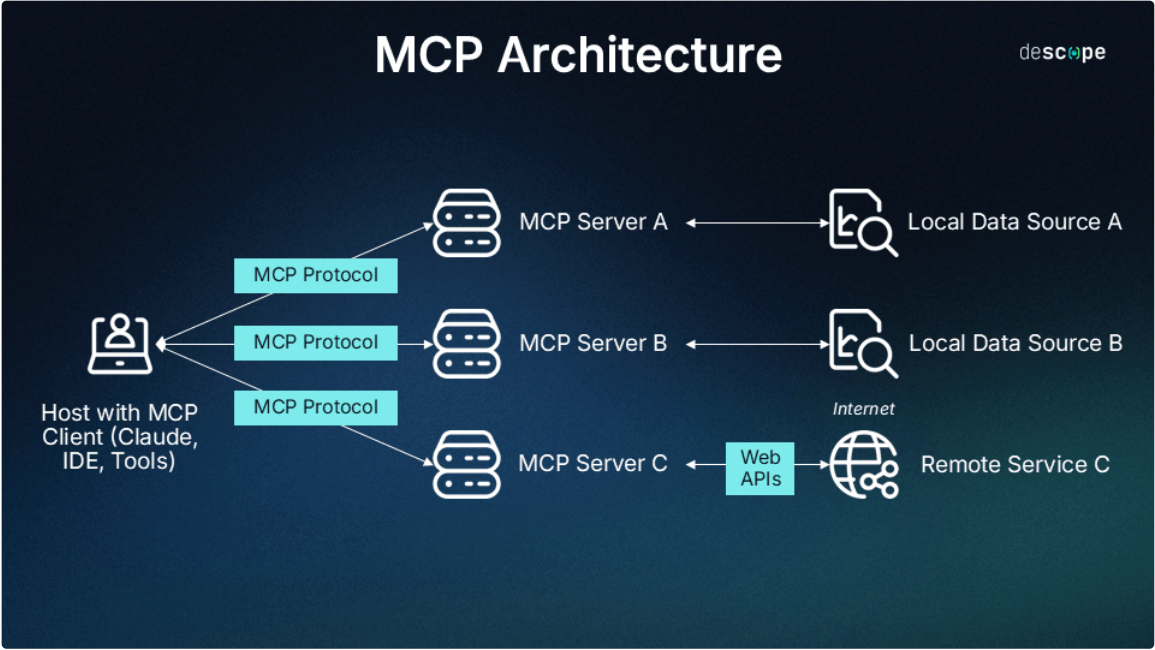 MCP Architecture
descope
MCP Server A
Local Data Source A
MCP Protocol
MCP Protocol
MCP Server B
Local Data Source B
MCP Protocol
Host with MCP
Client (Claude,
IDE, Tools)
Internet
MCP Server C
Web
APIs
Remote Service C